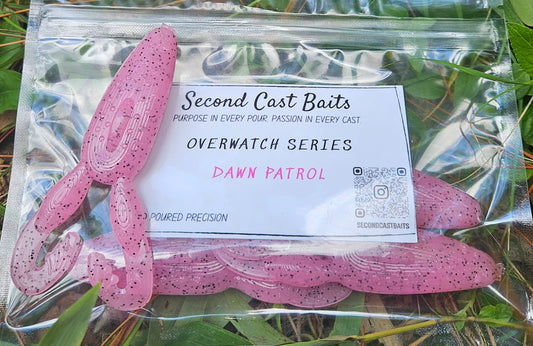 Second Cast Baits
PURPOSE IN EVERY POUR. PASSION IN EVERY CAST.
OVERWATCH SERIES
DAWN PATROL
POURED PRECISION
SECONDCASTBAITS